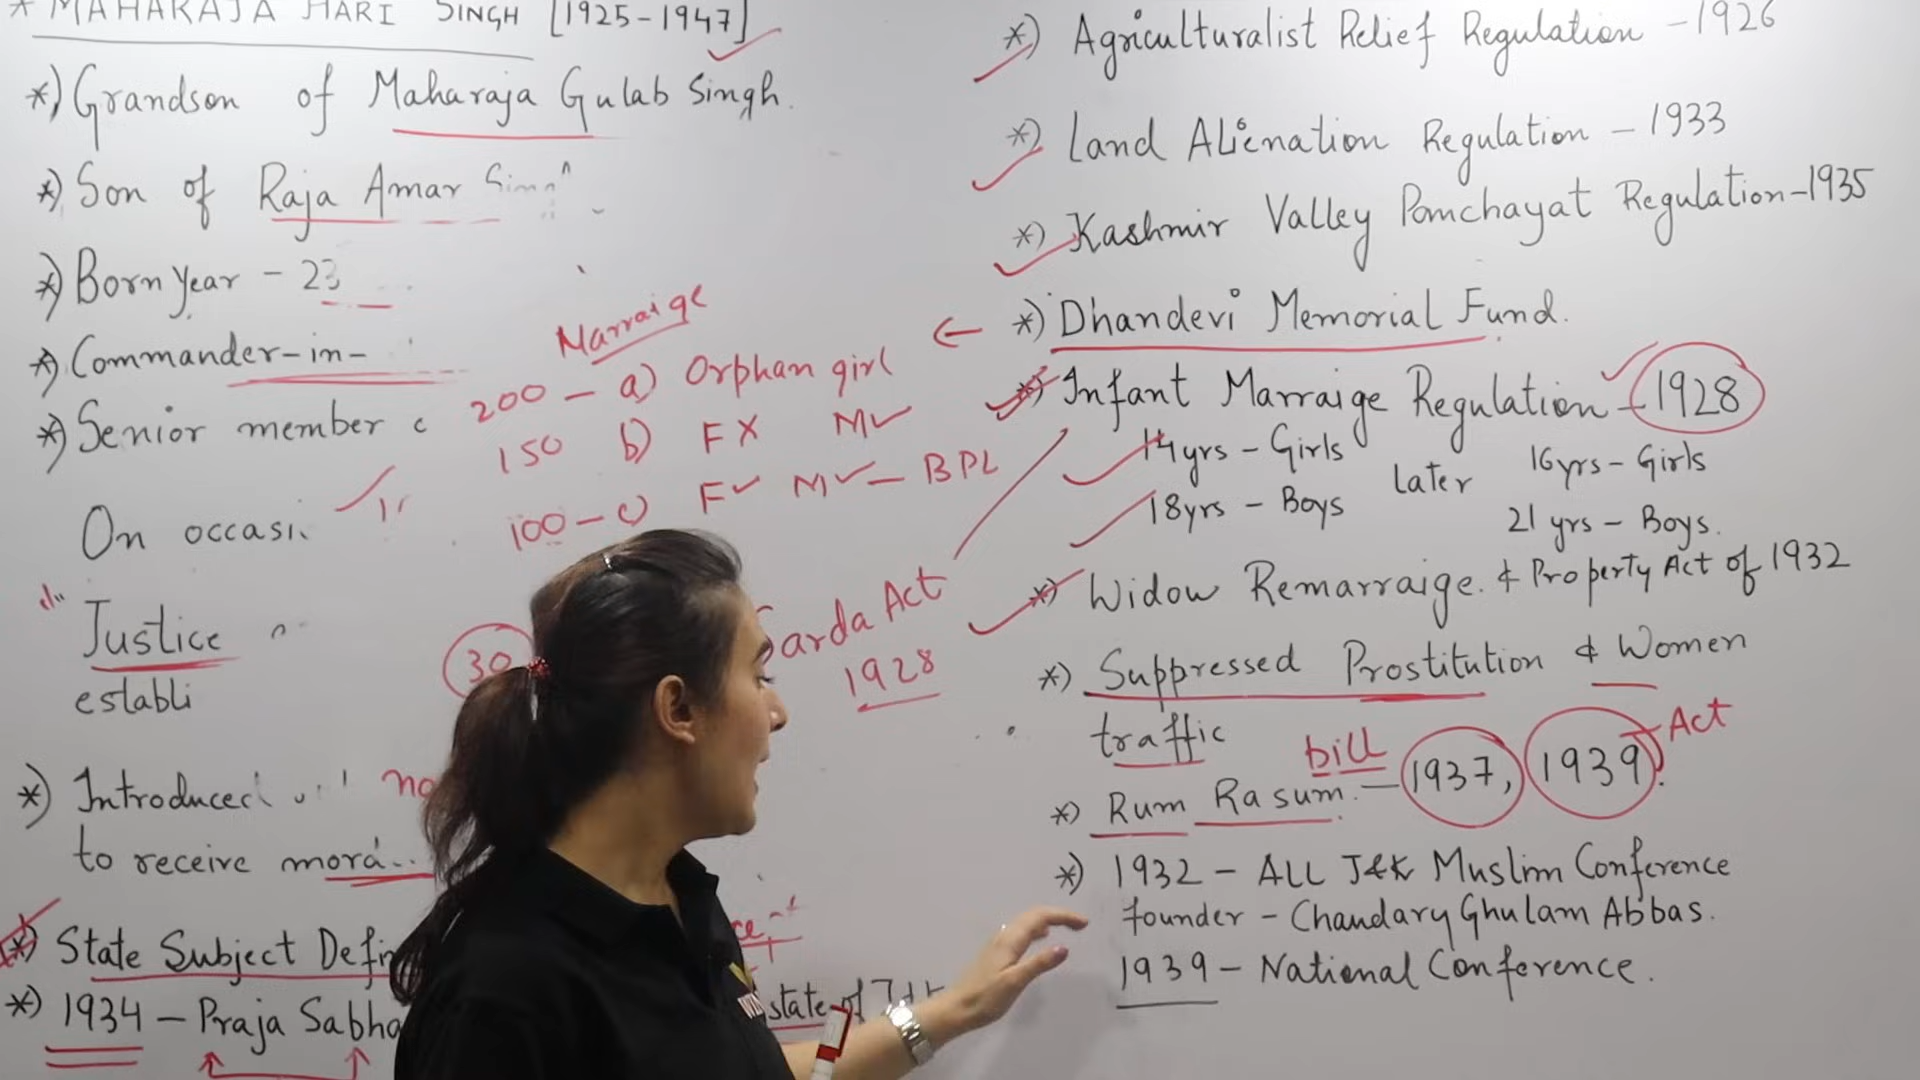 * MAHARAJA HARI SINGH [1925-1947]
*) Grandson of Maharaja Gulab Singh.
*) Son of Raja Amar Singh
*) Born Year - 23
*) Commander-in-
*) Senior member
On occasi
Justice
establi
*) Introduced
to receive
*) State Subject Defin
*) 1934 - Praja Sabha
state of J&K
Marraige
200 - a) Orphan girl
150 b) F X M ✓
100 - c) F ✓ M ✓ - BPL
30
Sarda Act
1928
*) Agriculturalist Relief Regulation - 1926
*) Land Alienation Regulation - 1933
*) Kashmir Valley Panchayat Regulation - 1935
← *) Dhandevi Memorial Fund.
*) Infant Marraige Regulation - 1928
14yrs - Girls Later 16yrs - Girls
18yrs - Boys 21 yrs - Boys.
*) Widow Remarraige. & Property Act of 1932
*) Suppressed Prostitution & Women
traffic
*) Rum Rasum. - bill 1937, 1939. Act
*) 1932 - ALL J&K Muslim Conference
founder - Chaudary Ghulam Abbas.
1939 - National Conference.